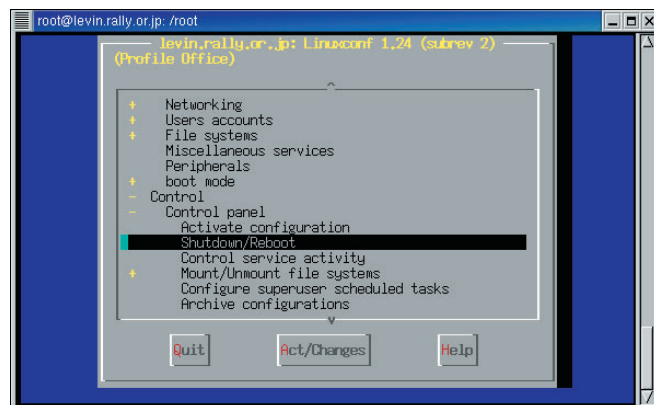 root@levin.rally.or.jp: /root
levin.rally.or.jp: Linuxconf 1.24 (subrev 2)
(Profile Office)
+ Networking
+ Users accounts
+ File systems
Miscellaneous services
Peripherals
+ boot mode
- Control
- Control panel
Activate configuration
Shutdown/Reboot
Control service activity
+ Mount/Unmount file systems
Configure superuser scheduled tasks
Archive configurations
Quit Act/Changes Help